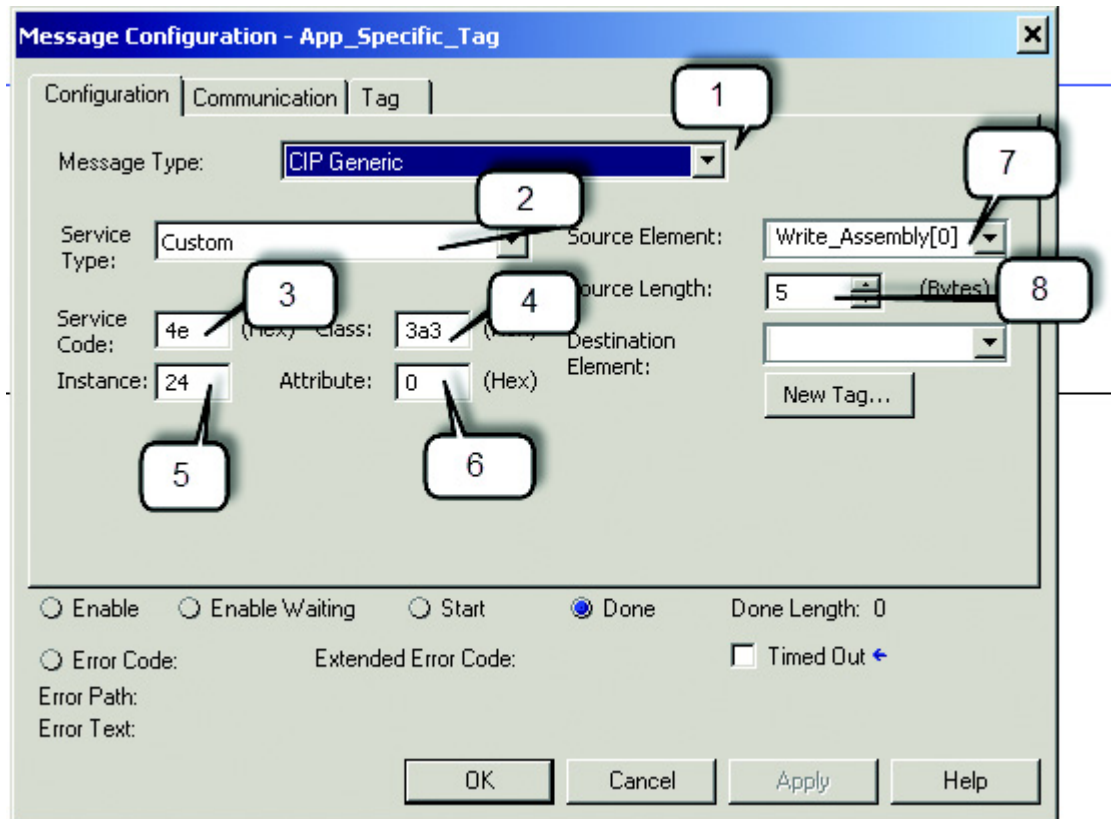 Message Configuration - App_Specific_Tag
Configuration Communication Tag
1
Message Type: CIP Generic
7
2
Service Type: Custom
Source Element: Write_Assembly[0]
3
4
8
Source Length: 5 (Bytes)
Service Code: 4e (Hex) Class: 3a3
Destination Element:
Instance: 24 Attribute: 0 (Hex)
New Tag...
5
6
Enable Enable Waiting Start Done Done Length: 0
Error Code: Extended Error Code: Timed Out
Error Path:
Error Text:
OK Cancel Apply Help